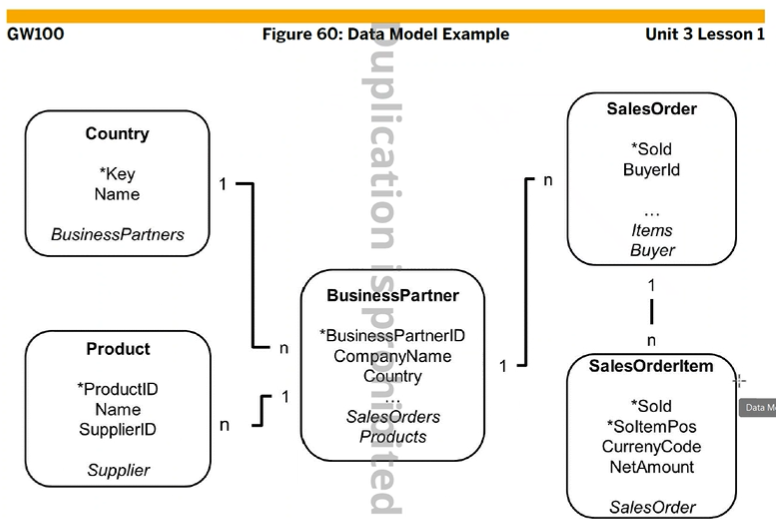 GW100 Figure 60: Data Model Example Unit 3 Lesson 1
Duplication is prohibited
Country
*Key
Name
BusinessPartners
1
n
Product
*ProductID
Name
SupplierID
Supplier
n
1
BusinessPartner
*BusinessPartnerID
CompanyName
Country
...
SalesOrders
Products
1
n
SalesOrder
*SoId
BuyerId
...
Items
Buyer
1
n
SalesOrderItem
*SoId
*SoItemPos
CurrenyCode
NetAmount
SalesOrder
Data M